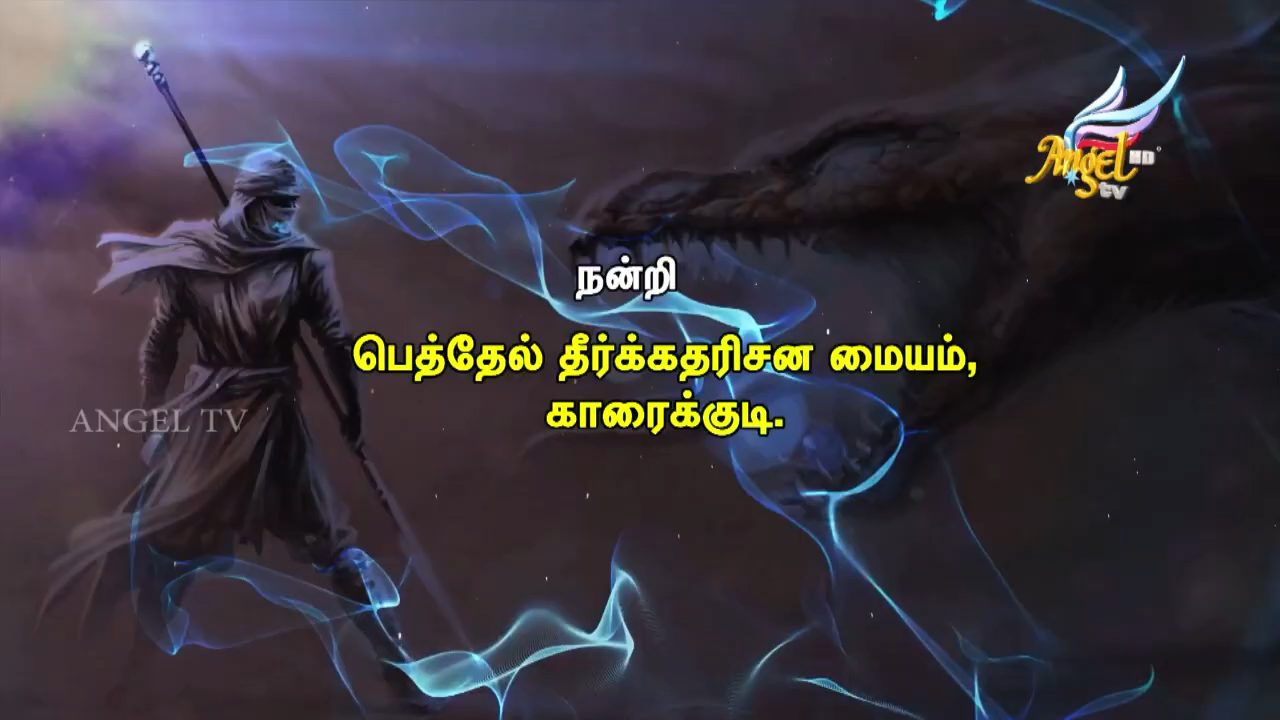 Angel HD
tv
நன்றி
பெத்தேல் தீர்க்கதரிசன மையம்,
காரைக்குடி.
ANGEL TV